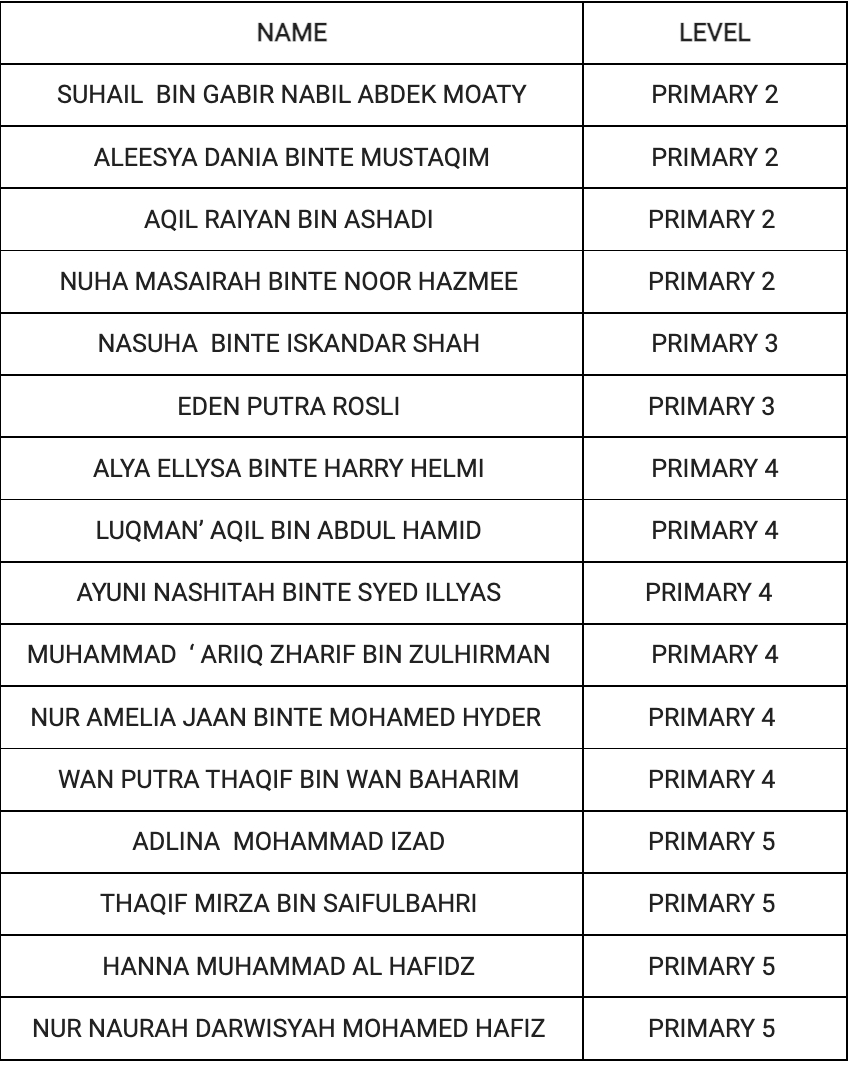 NAME LEVEL
SUHAIL  BIN GABIR NABIL ABDEK MOATY PRIMARY 2
ALEESYA DANIA BINTE MUSTAQIM PRIMARY 2
AQIL RAIYAN BIN ASHADI PRIMARY 2
NUHA MASAIRAH BINTE NOOR HAZMEE PRIMARY 2
NASUHA  BINTE ISKANDAR SHAH PRIMARY 3
EDEN PUTRA ROSLI PRIMARY 3
ALYA ELLYSA BINTE HARRY HELMI PRIMARY 4
LUQMAN’ AQIL BIN ABDUL HAMID PRIMARY 4
AYUNI NASHITAH BINTE SYED ILLYAS PRIMARY 4
MUHAMMAD  ‘ ARIIQ ZHARIF BIN ZULHIRMAN PRIMARY 4
NUR AMELIA JAAN BINTE MOHAMED HYDER PRIMARY 4
WAN PUTRA THAQIF BIN WAN BAHARIM PRIMARY 4
ADLINA  MOHAMMAD IZAD PRIMARY 5
THAQIF MIRZA BIN SAIFULBAHRI PRIMARY 5
HANNA MUHAMMAD AL HAFIDZ PRIMARY 5
NUR NAURAH DARWISYAH MOHAMED HAFIZ PRIMARY 5